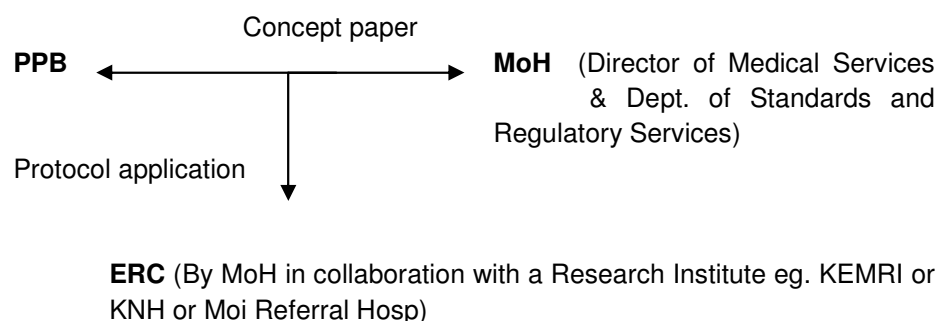 Concept paper
PPB MoH (Director of Medical Services
& Dept. of Standards and
Regulatory Services)
Protocol application
ERC (By MoH in collaboration with a Research Institute eg. KEMRI or
KNH or Moi Referral Hosp)